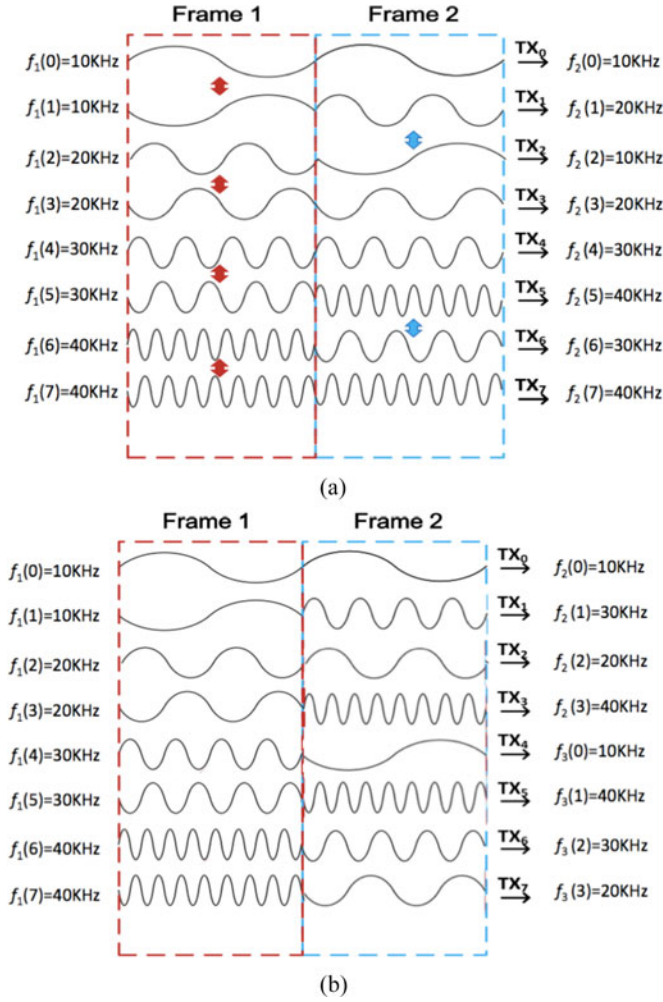 Frame 1 Frame 2
f₁(0)=10KHz TX₀ f₂(0)=10KHz
f₁(1)=10KHz TX₁ f₂(1)=20KHz
f₁(2)=20KHz TX₂ f₂(2)=10KHz
f₁(3)=20KHz TX₃ f₂(3)=20KHz
f₁(4)=30KHz TX₄ f₂(4)=30KHz
f₁(5)=30KHz TX₅ f₂(5)=40KHz
f₁(6)=40KHz TX₆ f₂(6)=30KHz
f₁(7)=40KHz TX₇ f₂(7)=40KHz
(a)
Frame 1 Frame 2
f₁(0)=10KHz TX₀ f₂(0)=10KHz
f₁(1)=10KHz TX₁ f₂(1)=30KHz
f₁(2)=20KHz TX₂ f₂(2)=20KHz
f₁(3)=20KHz TX₃ f₂(3)=40KHz
f₁(4)=30KHz TX₄ f₃(0)=10KHz
f₁(5)=30KHz TX₅ f₃(1)=40KHz
f₁(6)=40KHz TX₆ f₃(2)=30KHz
f₁(7)=40KHz TX₇ f₃(3)=20KHz
(b)